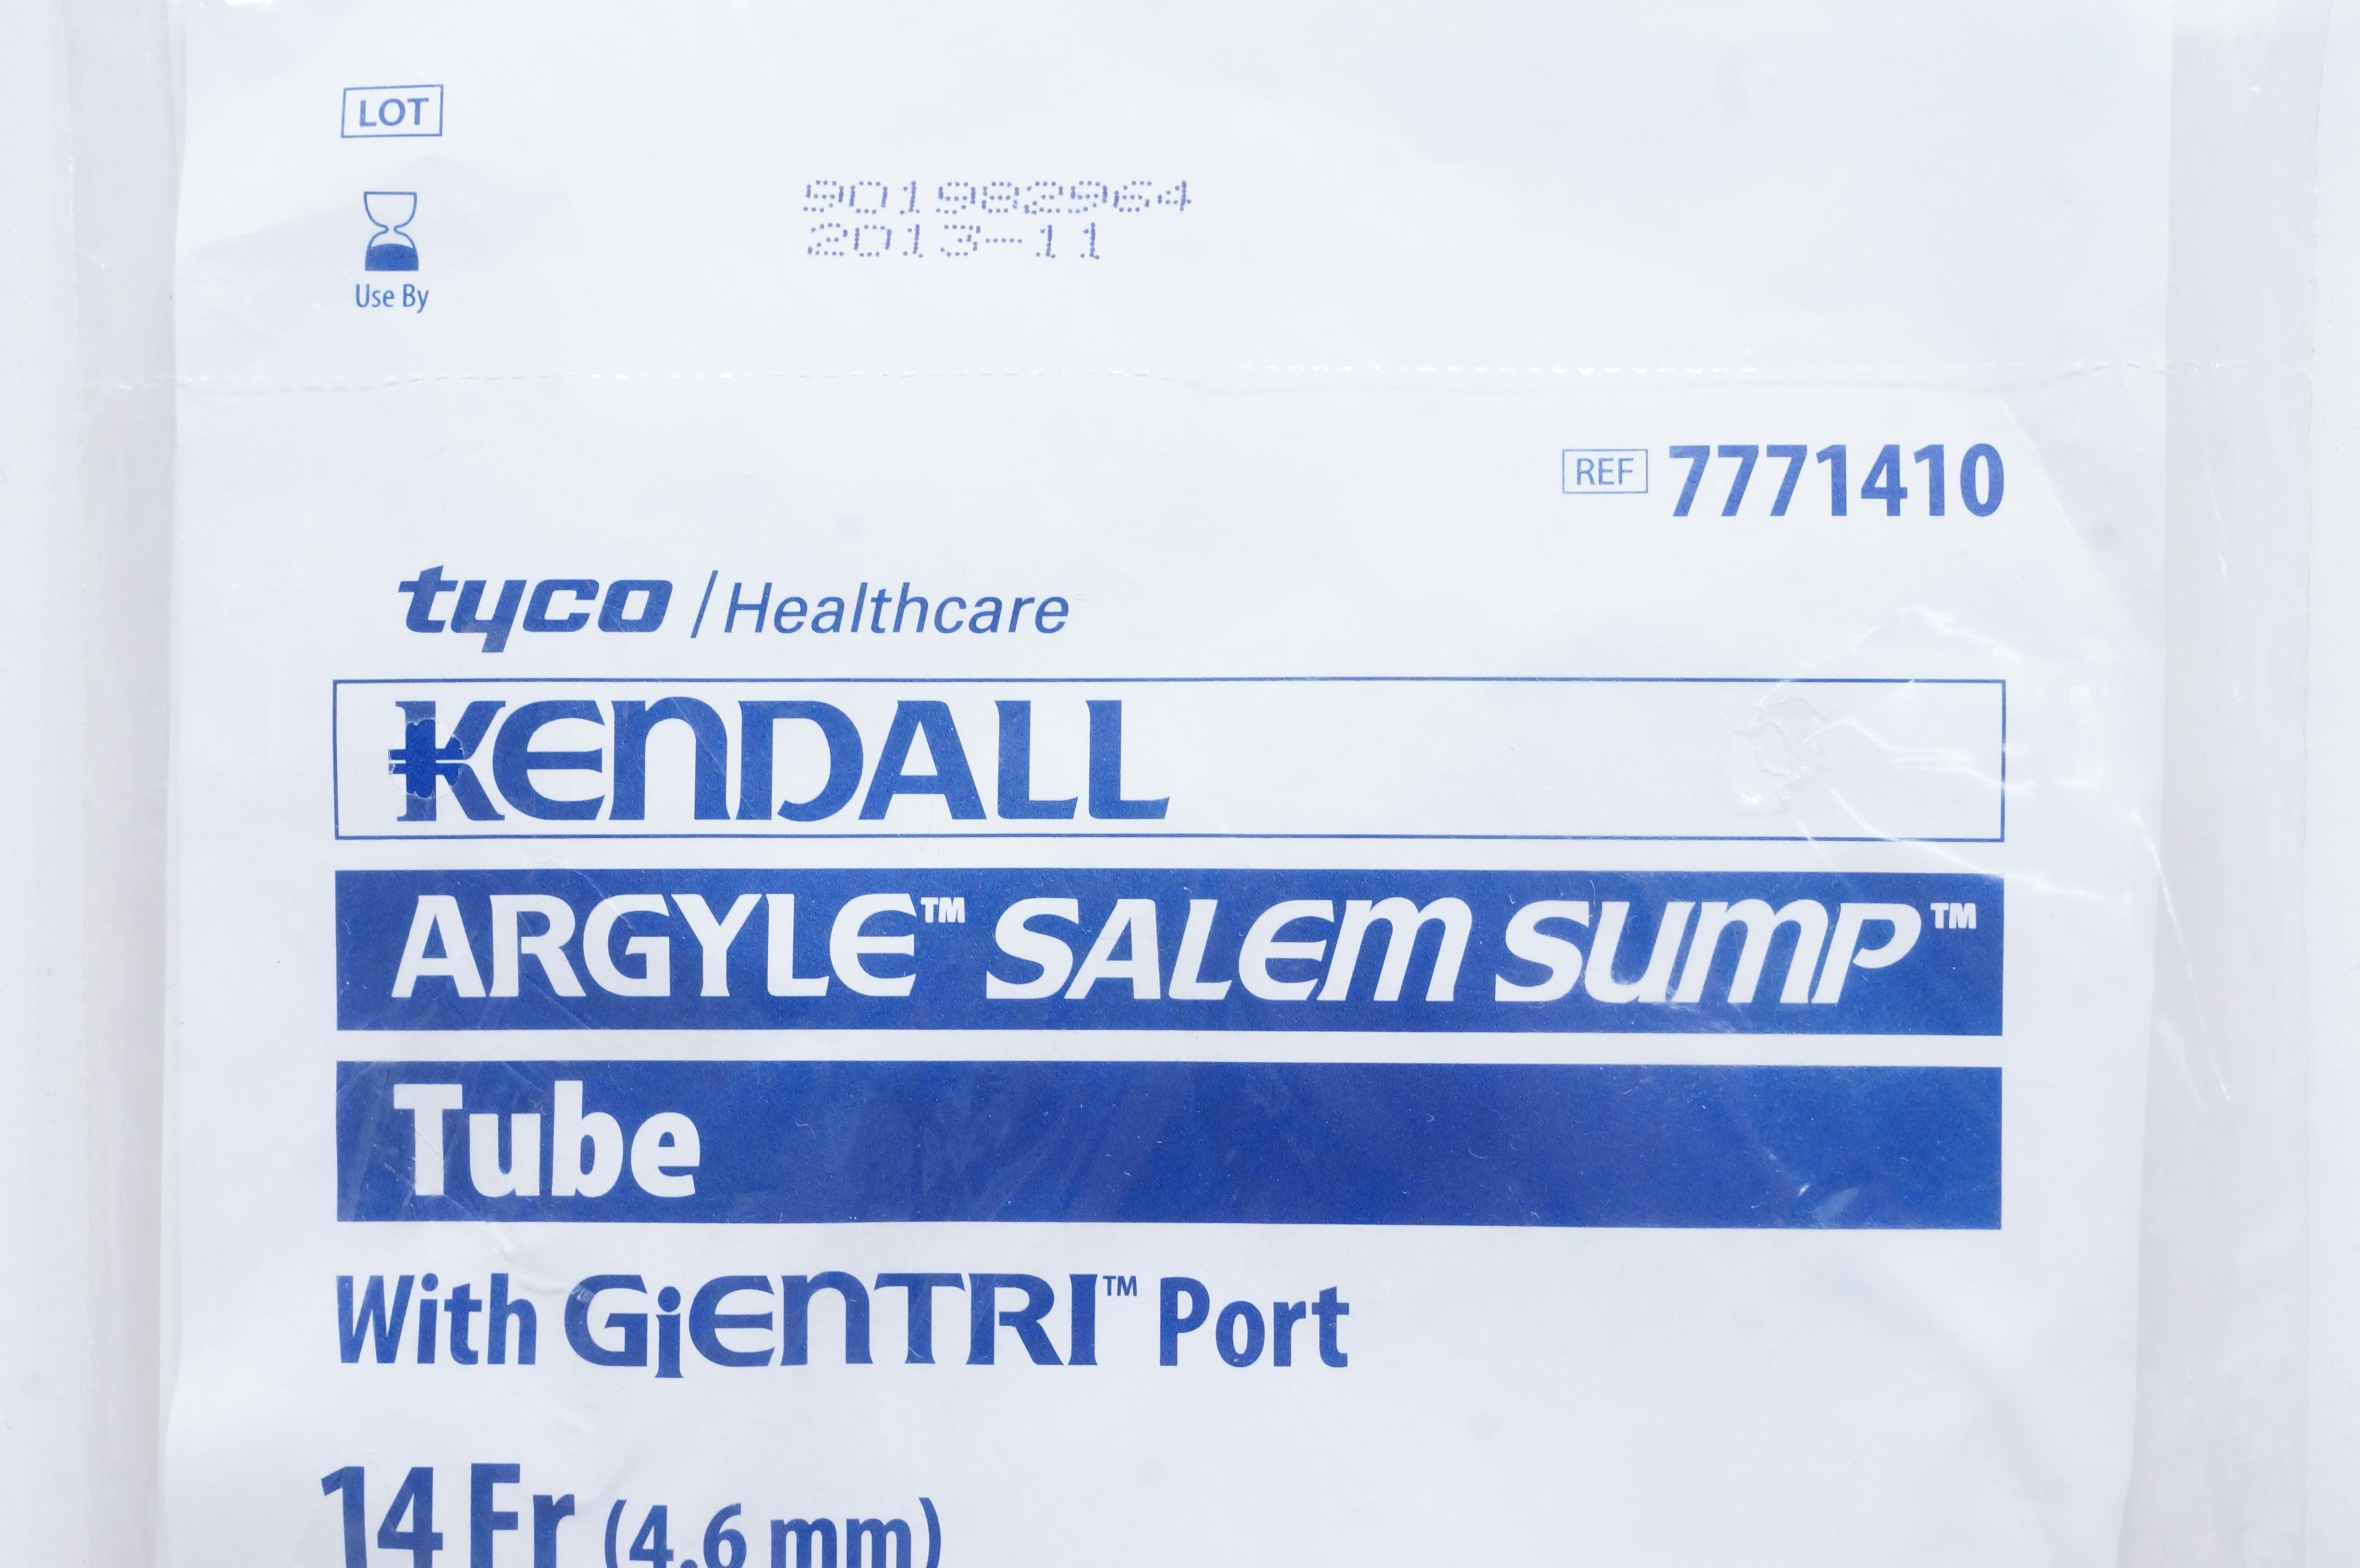 LOT
901982964
2013-11
Use By
REF 7771410
tyco / Healthcare
KENDALL
ARGYLE™ SALEM SUMP™
Tube
With GiENTRI™ Port
14 Fr (4.6 mm)